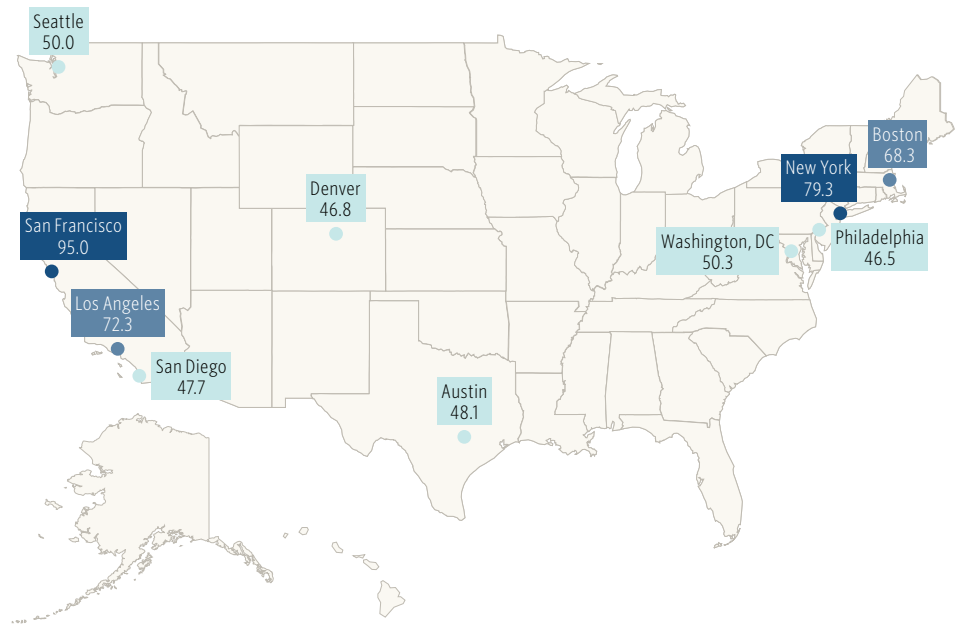 Seattle
50.0
Boston
68.3
New York
79.3
Denver
46.8
San Francisco
95.0
Washington, DC
50.3
Philadelphia
46.5
Los Angeles
72.3
San Diego
47.7
Austin
48.1